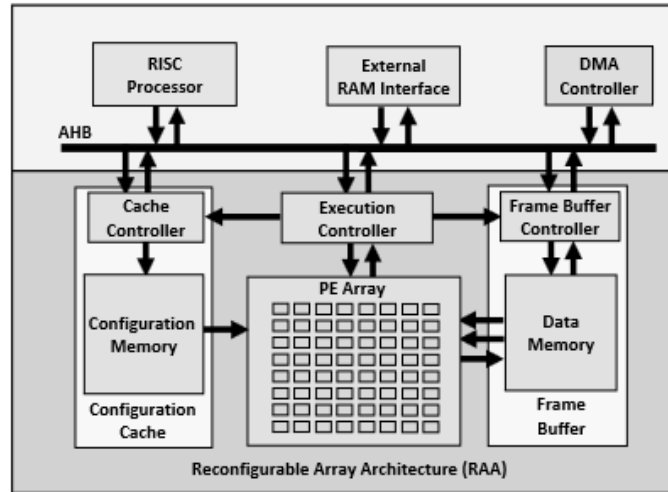 RISC
Processor
External
RAM Interface
DMA
Controller
AHB
Cache
Controller
Execution
Controller
Frame Buffer
Controller
PE Array
Configuration
Memory
Data
Memory
Configuration
Cache
Frame
Buffer
Reconfigurable Array Architecture (RAA)